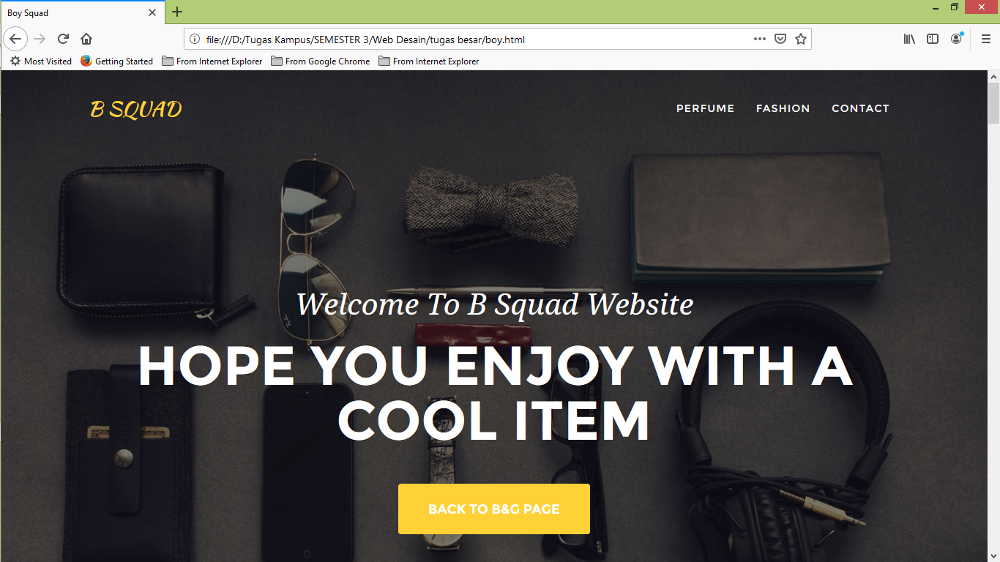 Boy Squad
file:///D:/Tugas Kampus/SEMESTER 3/Web Desain/tugas besar/boy.html
Most Visited Getting Started From Internet Explorer From Google Chrome From Internet Explorer
B SQUAD PERFUME FASHION CONTACT
Welcome To B Squad Website
HOPE YOU ENJOY WITH A
COOL ITEM
BACK TO B&G PAGE